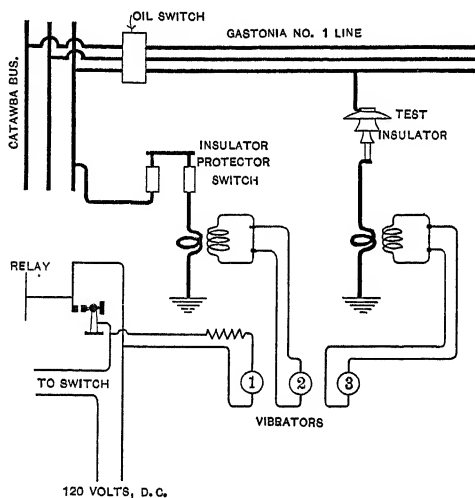 OIL SWITCH
GASTONIA NO. 1 LINE
CATAWBA BUS.
TEST
INSULATOR
INSULATOR
PROTECTOR
SWITCH
RELAY
TO SWITCH
1
2
3
VIBRATORS
120 VOLTS, D.C.